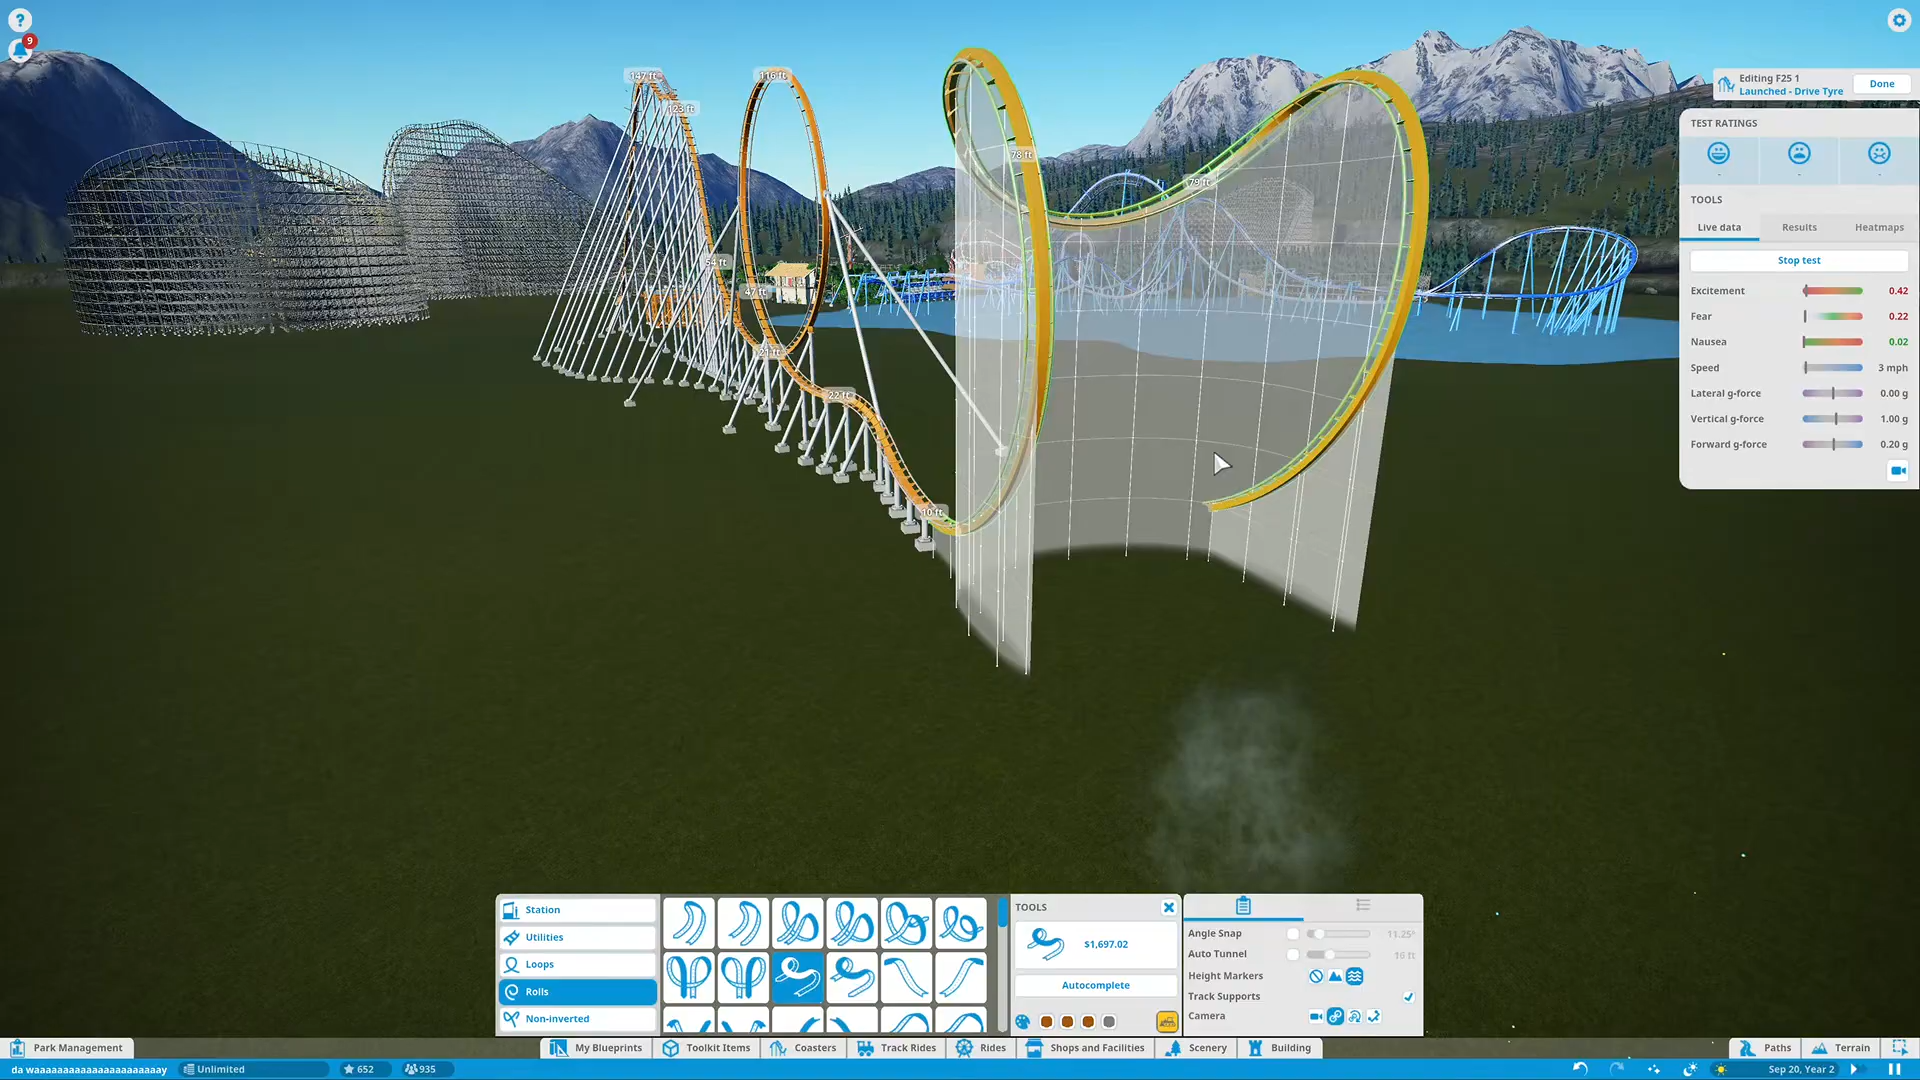 ?
9
147 ft
123 ft
116 ft
78 ft
79 ft
54 ft
47 ft
21 ft
22 ft
10 ft
Editing F25 1
Launched - Drive Tyre
Done
TEST RATINGS
-
-
-
TOOLS
Live data
Results
Heatmaps
Stop test
Excitement 0.42
Fear 0.22
Nausea 0.02
Speed 3 mph
Lateral g-force 0.00 g
Vertical g-force 1.00 g
Forward g-force 0.20 g
Station
Utilities
Loops
Rolls
Non-inverted
TOOLS
$1,697.02
Autocomplete
Angle Snap 11.25°
Auto Tunnel 16 ft
Height Markers
Track Supports
Camera
Park Management
My Blueprints
Toolkit Items
Coasters
Track Rides
Rides
Shops and Facilities
Scenery
Building
Paths
Terrain
da waaaaaaaaaaaaaaaaaaaaaay
Unlimited
652
935
Sep 20, Year 2